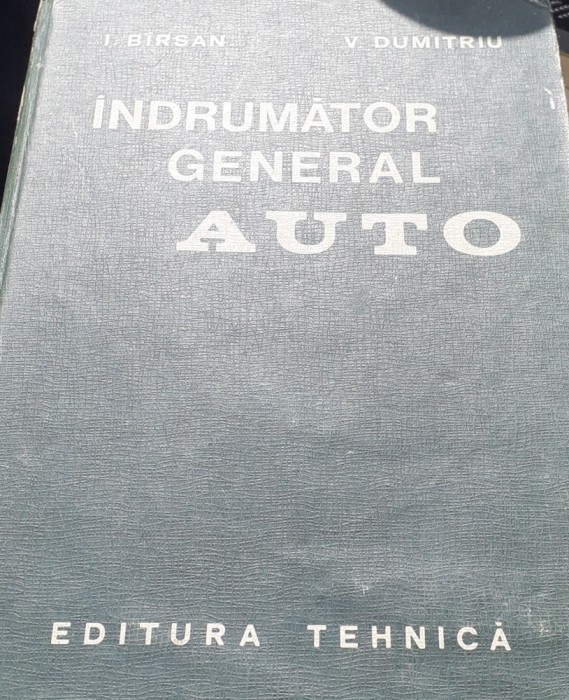 I. BÎRSAN V. DUMITRIU
ÎNDRUMĂTOR
GENERAL
AUTO
EDITURA TEHNICĂ